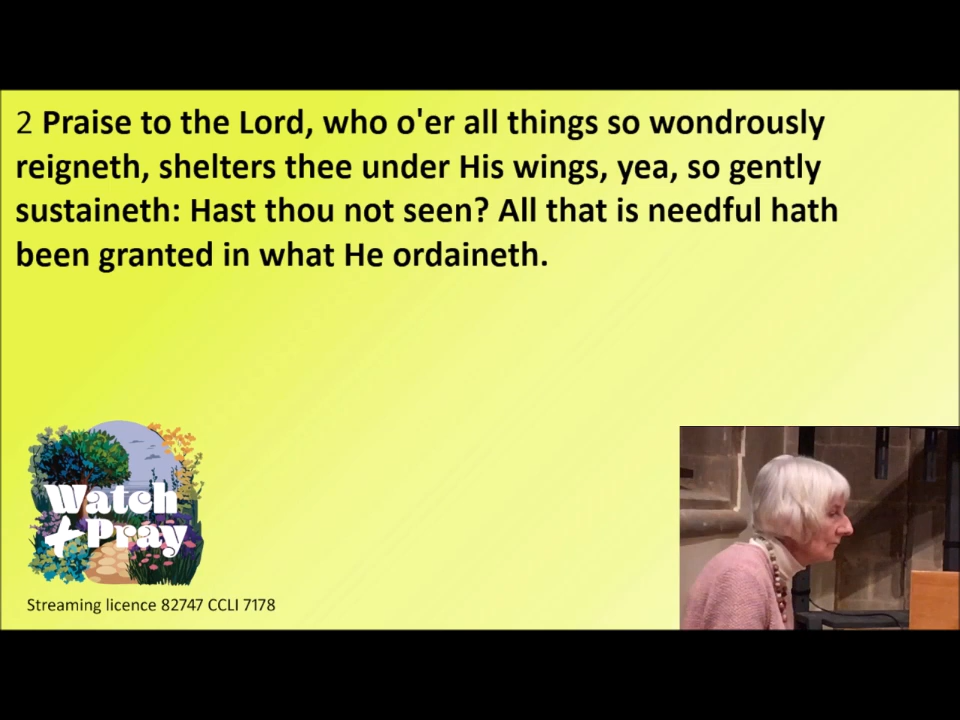 2 Praise to the Lord, who o'er all things so wondrously
reigneth, shelters thee under His wings, yea, so gently
sustaineth: Hast thou not seen? All that is needful hath
been granted in what He ordaineth.
Watch
+Pray
Streaming licence 82747 CCLI 7178